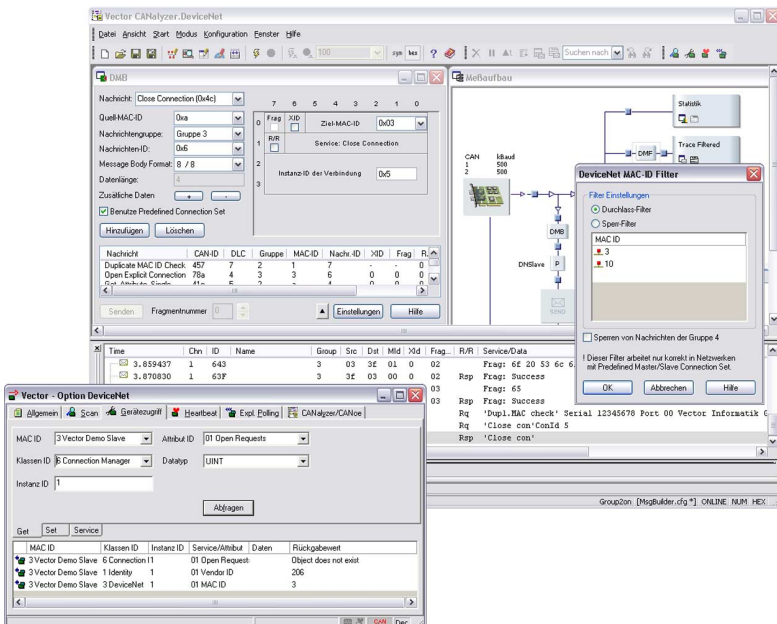 Vector CANalyzer.DeviceNet
Datei Ansicht Start Modus Konfiguration Fenster Hilfe
100 sym hex Suchen nach
DMB
Nachricht: Close Connection (0x4c)
Quell-MAC-ID 0xa
Nachrichtengruppe: Gruppe 3
Nachrichten-ID: 0x6
Message Body Format: 8 / 8
Datenlänge: 4
Zusätliche Daten + -
Benutze Predefined Connection Set
Hinzufügen Löschen
7 6 5 4 3 2 1 0
0 Frag XID Ziel-MAC-ID 0x03
1 R/R Service: Close Connection
2
3 Instanz-ID der Verbindung 0x5
Nachricht CAN-ID DLC Gruppe MAC-ID Nachr.-ID XID Frag R.
Duplicate MAC ID Check 457 7 2 1 7 - - 0
Open Explicit Connection 78a 4 3 3 6 0 0 0
Senden Fragmentnummer 0 Einstellungen Hilfe
Meßaufbau
CAN kBaud
1 500
2 500
DMB
DNSlave P
SEND
Statistik
DMF Trace Filtered
DeviceNet MAC-ID Filter
Filter Einstellungen
Durchlass-Filter
Sperr-Filter
MAC ID
3
10
Sperren von Nachrichten der Gruppe 4
! Dieser Filter arbeitet nur korrekt in Netzwerken
mit Predefined Master/Slave Connection Set.
OK Abbrechen Hilfe
Time Chn ID Name Group Src Dst MId XId Frag... R/R Service/Data
3.859437 1 643 3 03 3f 01 0 02 Frag: 6f 20 53 6c 6
3.870830 1 63F 3 3f 03 00 0 02 Rsp Frag: Success
03 Frag: 65
03 Rsp Frag: Success
Rq 'Dupl.MAC check' Serial 12345678 Port 00 Vector Informatik G
Rq 'Close con'ConId 5
Rsp 'Close con'
Group2on [MsgBuilder.cfg *] ONLINE NUM HEX
Vector - Option DeviceNet
Allgemein Scan Gerätezugriff Heartbeat Expl. Polling CANalyzer/CANoe
MAC ID 3 Vector Demo Slave Attribut ID 01 Open Requests
Klassen ID 6 Connection Manager Datatyp UINT
Instanz ID 1
Abfragen
Get Set Service
MAC ID Klassen ID Instanz ID Service/Attribut Daten Rückgabewert
3 Vector Demo Slave 6 Connection I 1 01 Open Request: Object does not exist
3 Vector Demo Slave 1 Identity 1 01 Vendor ID 206
3 Vector Demo Slave 3 DeviceNet 1 01 MAC ID 3
CAN Dec